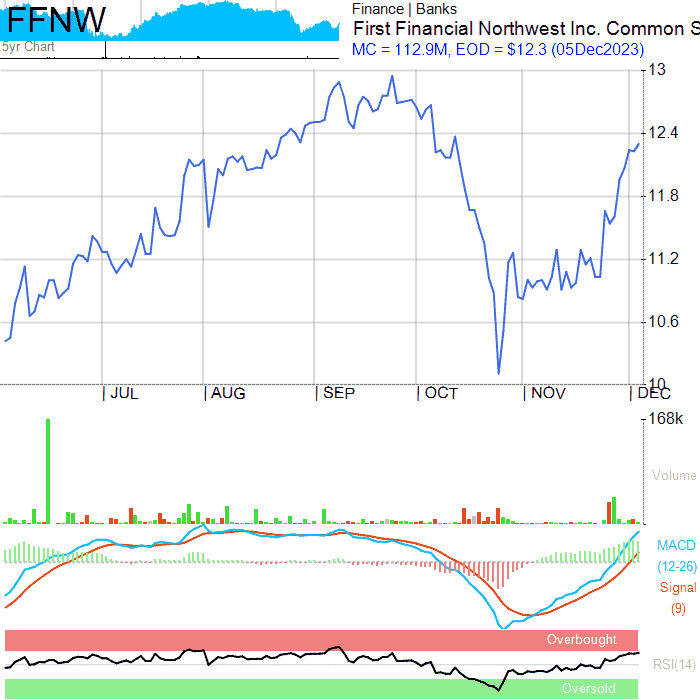 FFNW
5yr Chart
Finance | Banks
First Financial Northwest Inc. Common S
MC = 112.9M, EOD = $12.3 (05Dec2023)
13
12.4
11.8
11.2
10.6
10
| JUL | AUG | SEP | OCT | NOV | DEC
168k
Volume
MACD
(12-26)
Signal
(9)
Overbought
RSI(14)
Oversold